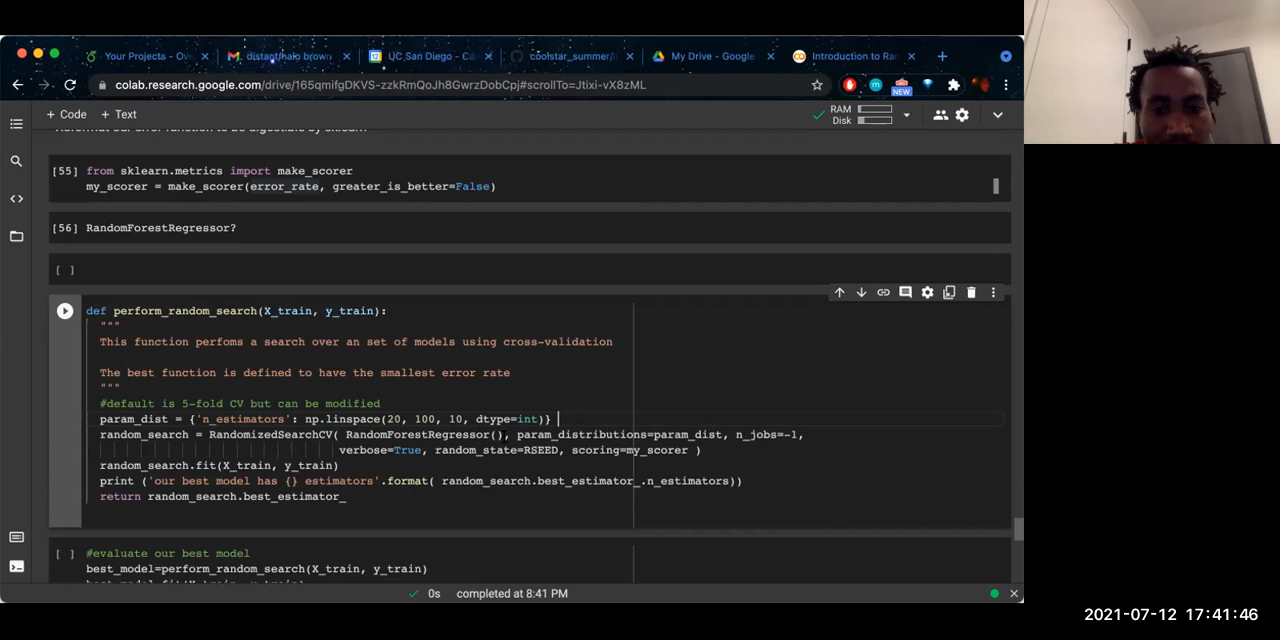 Your Projects - Ove
distanthalo brown
UC San Diego - Ca
coolstar_summer/i
My Drive - Google
Introduction to Ran
colab.research.google.com/drive/165qmifgDKVS-zzkRmQoJh8GwrzDobCpj#scrollTo=Jtixi-vX8zML
NEW
+ Code + Text
RAM
Disk
[55] from sklearn.metrics import make_scorer
my_scorer = make_scorer(error_rate, greater_is_better=False)
[56] RandomForestRegressor?
[ ]
def perform_random_search(X_train, y_train):
"""
This function perfoms a search over an set of models using cross-validation
The best function is defined to have the smallest error rate
"""
#default is 5-fold CV but can be modified
param_dist = {'n_estimators': np.linspace(20, 100, 10, dtype=int)}
random_search = RandomizedSearchCV( RandomForestRegressor(), param_distributions=param_dist, n_jobs=-1,
verbose=True, random_state=RSEED, scoring=my_scorer )
random_search.fit(X_train, y_train)
print ('our best model has {} estimators'.format( random_search.best_estimator_.n_estimators))
return random_search.best_estimator_
[ ] #evaluate our best model
best_model=perform_random_search(X_train, y_train)
0s completed at 8:41 PM
2021-07-12 17:41:46